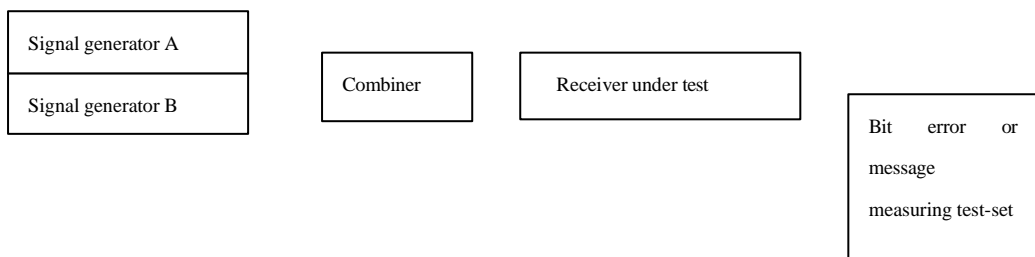 Signal generator A
Signal generator B
Combiner
Receiver under test
Bit error or
message
measuring test-set